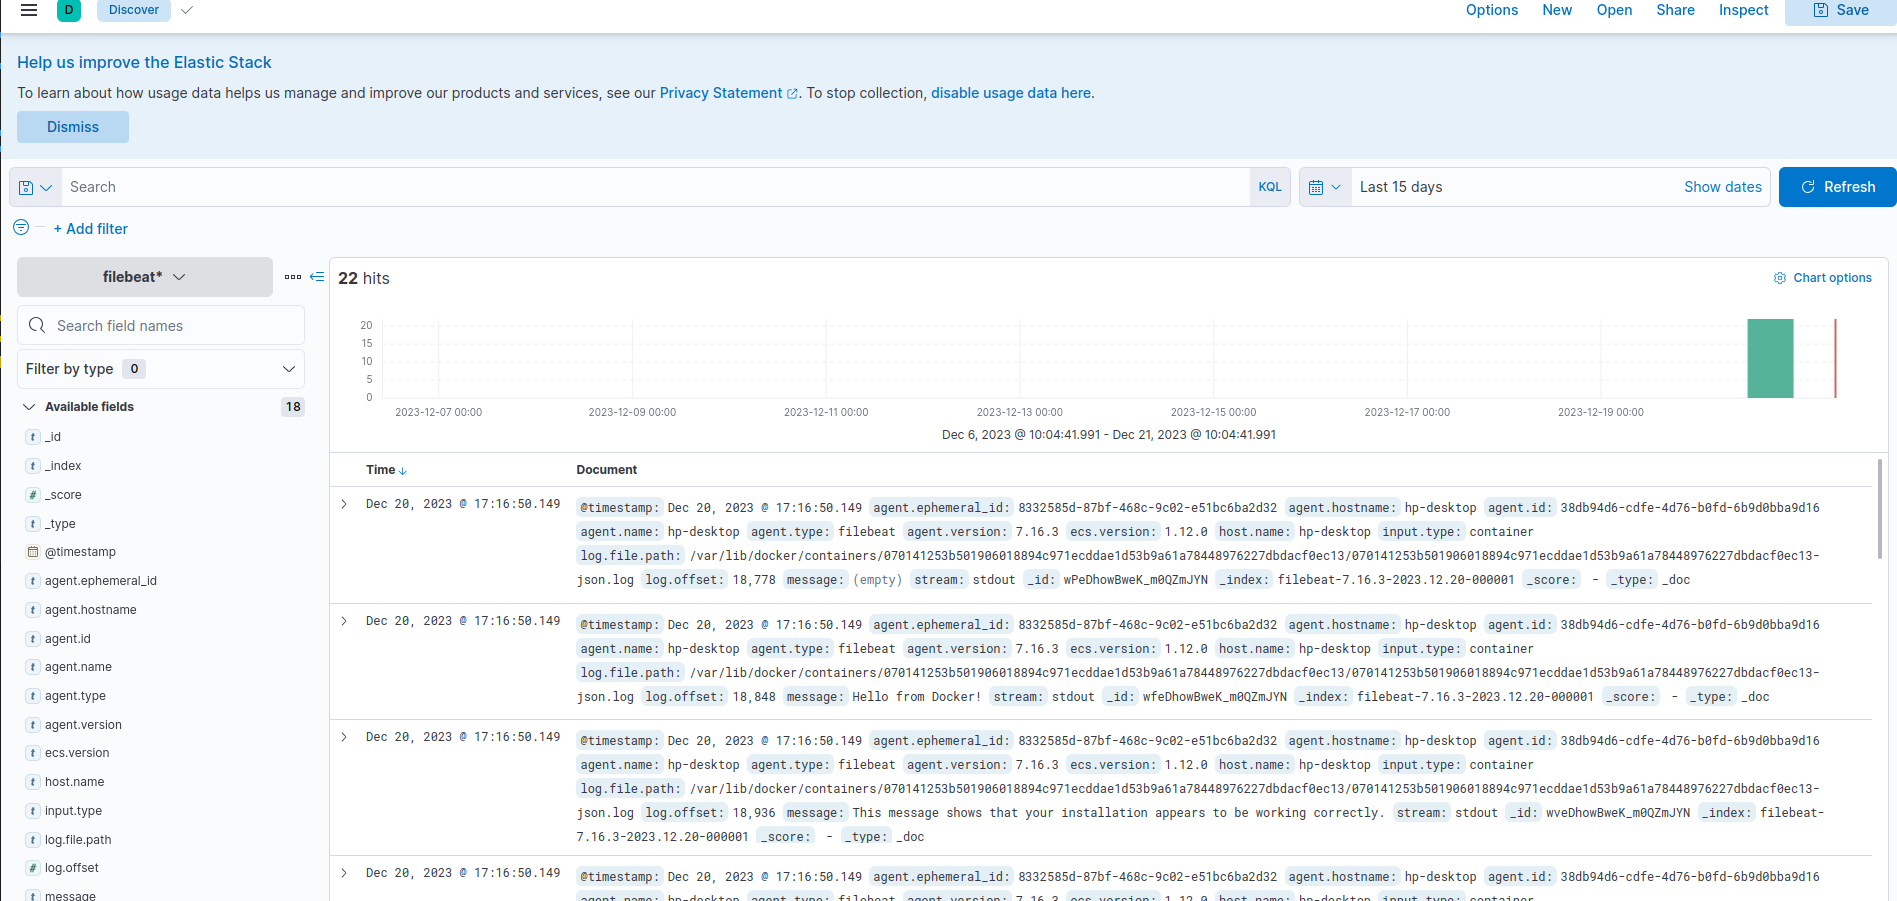 D Discover Options New Open Share Inspect Save
Help us improve the Elastic Stack
To learn about how usage data helps us manage and improve our products and services, see our Privacy Statement. To stop collection, disable usage data here.
Dismiss
Search KQL Last 15 days Show dates Refresh
+ Add filter
filebeat*
Search field names
Filter by type 0
Available fields 18
t _id
t _index
# _score
t _type
@timestamp
t agent.ephemeral_id
t agent.hostname
t agent.id
t agent.name
t agent.type
t agent.version
t ecs.version
t host.name
t input.type
t log.file.path
# log.offset
t message
22 hits Chart options
20
15
10
5
0
2023-12-07 00:00 2023-12-09 00:00 2023-12-11 00:00 2023-12-13 00:00 2023-12-15 00:00 2023-12-17 00:00 2023-12-19 00:00
Dec 6, 2023 @ 10:04:41.991 - Dec 21, 2023 @ 10:04:41.991
Time Document
Dec 20, 2023 @ 17:16:50.149 @timestamp: Dec 20, 2023 @ 17:16:50.149 agent.ephemeral_id: 8332585d-87bf-468c-9c02-e51bc6ba2d32 agent.hostname: hp-desktop agent.id: 38db94d6-cdfe-4d76-b0fd-6b9d0bba9d16
agent.name: hp-desktop agent.type: filebeat agent.version: 7.16.3 ecs.version: 1.12.0 host.name: hp-desktop input.type: container
log.file.path: /var/lib/docker/containers/070141253b501906018894c971ecddae1d53b9a61a78448976227dbdacf0ec13/070141253b501906018894c971ecddae1d53b9a61a78448976227dbdacf0ec13-
json.log log.offset: 18,778 message: (empty) stream: stdout _id: wPeDhowBweK_m0QZmJYN _index: filebeat-7.16.3-2023.12.20-000001 _score: - _type: _doc
Dec 20, 2023 @ 17:16:50.149 @timestamp: Dec 20, 2023 @ 17:16:50.149 agent.ephemeral_id: 8332585d-87bf-468c-9c02-e51bc6ba2d32 agent.hostname: hp-desktop agent.id: 38db94d6-cdfe-4d76-b0fd-6b9d0bba9d16
agent.name: hp-desktop agent.type: filebeat agent.version: 7.16.3 ecs.version: 1.12.0 host.name: hp-desktop input.type: container
log.file.path: /var/lib/docker/containers/070141253b501906018894c971ecddae1d53b9a61a78448976227dbdacf0ec13/070141253b501906018894c971ecddae1d53b9a61a78448976227dbdacf0ec13-
json.log log.offset: 18,848 message: Hello from Docker! stream: stdout _id: wfeDhowBweK_m0QZmJYN _index: filebeat-7.16.3-2023.12.20-000001 _score: - _type: _doc
Dec 20, 2023 @ 17:16:50.149 @timestamp: Dec 20, 2023 @ 17:16:50.149 agent.ephemeral_id: 8332585d-87bf-468c-9c02-e51bc6ba2d32 agent.hostname: hp-desktop agent.id: 38db94d6-cdfe-4d76-b0fd-6b9d0bba9d16
agent.name: hp-desktop agent.type: filebeat agent.version: 7.16.3 ecs.version: 1.12.0 host.name: hp-desktop input.type: container
log.file.path: /var/lib/docker/containers/070141253b501906018894c971ecddae1d53b9a61a78448976227dbdacf0ec13/070141253b501906018894c971ecddae1d53b9a61a78448976227dbdacf0ec13-
json.log log.offset: 18,936 message: This message shows that your installation appears to be working correctly. stream: stdout _id: wveDhowBweK_m0QZmJYN _index: filebeat-
7.16.3-2023.12.20-000001 _score: - _type: _doc
Dec 20, 2023 @ 17:16:50.149 @timestamp: Dec 20, 2023 @ 17:16:50.149 agent.ephemeral_id: 8332585d-87bf-468c-9c02-e51bc6ba2d32 agent.hostname: hp-desktop agent.id: 38db94d6-cdfe-4d76-b0fd-6b9d0bba9d16
agent.name: hp-desktop agent.type: filebeat agent.version: 7.16.3 ecs.version: 1.12.0 host.name: hp-desktop input.type: container